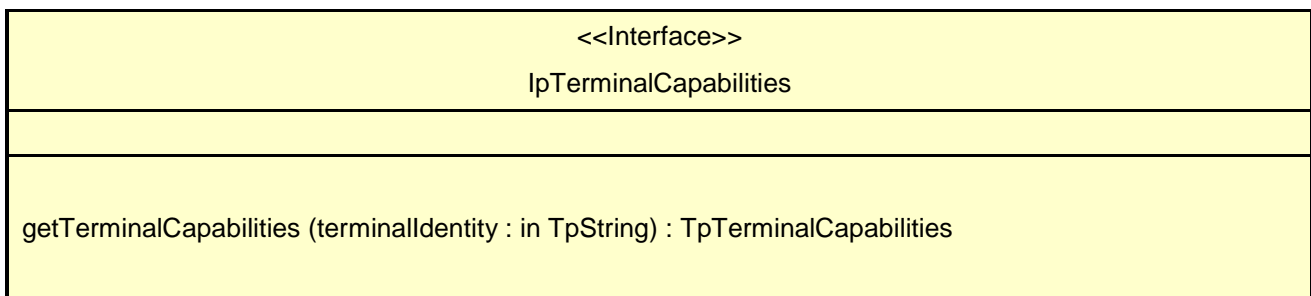 <<Interface>>
IpTerminalCapabilities
getTerminalCapabilities (terminalIdentity : in TpString) : TpTerminalCapabilities